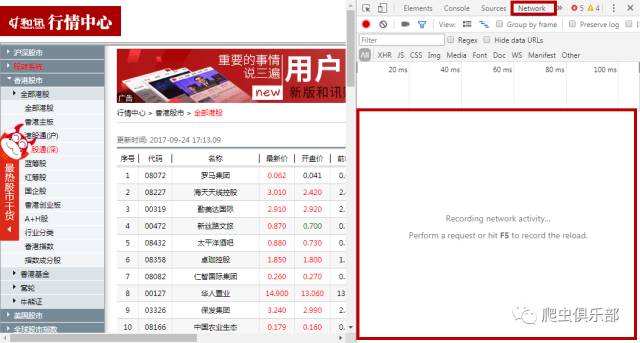 和讯 行情中心
沪深股市
香港股市
全部港股
全部港股
香港主板
港股通(沪)
股通(深)
蓝筹股
红筹股
国企股
香港创业板
A+H股
行业分类
香港指数
指数成分股
香港基金
窝轮
牛熊证
美国股市
全球股市指数
最热股市干货
重要的事情
说三遍
用户
new
新版和讯
广告
行情中心 > 香港股市 > 全部港股
更新时间: 2017-09-24 17:13.09
序号 代码 名称 最新价 开盘价 前
1 08072 罗马集团 0.062 0.041 0.
2 08227 海天天线控股 3.010 2.420 2.
3 00319 勤美达国际 2.910 2.920 2.
4 00472 新丝路文旅 0.870 0.700 0.
5 08432 太平洋酒吧 0.880 0.730 0.
6 08358 卓珈控股 1.850 1.800 1.
7 08082 仁智国际集团 0.260 0.270 0.
8 00127 华人置业 14.900 13.060 13.
9 03326 保发集团 3.240 2.990 2.
10 08166 中国农业生态 0.179 0.160 0.
Elements Console Sources Network » 5 4
View: Group by frame Preserve log
Filter Regex Hide data URLs
All XHR JS CSS Img Media Font Doc WS Manifest Other
20 ms 40 ms 60 ms 80 ms 100 ms
Recording network activity...
Perform a request or hit F5 to record the reload.
爬虫俱乐部